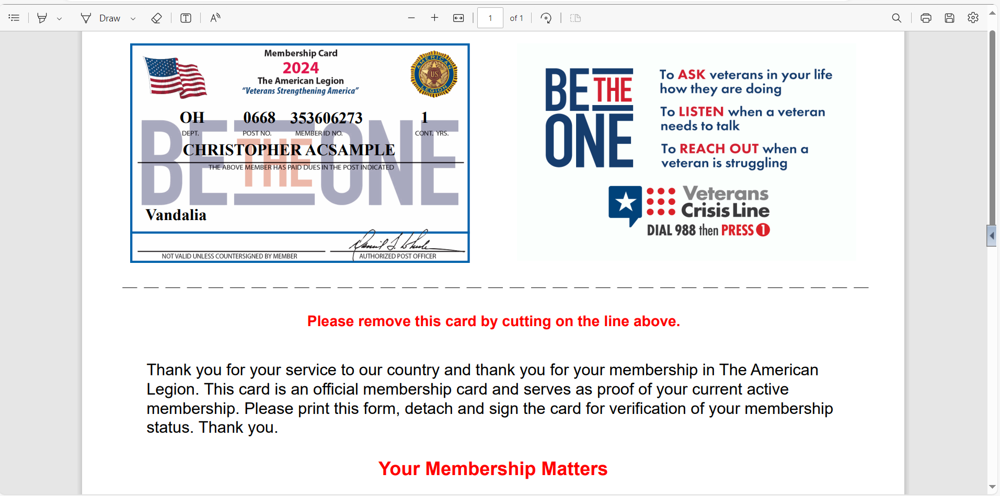 Draw
1 of 1
Membership Card
2024
The American Legion
“Veterans Strengthening America”
AMERICAN
US
LEGION
OH 0668 353606273 1
DEPT. POST NO. MEMBER ID NO. CONT. YRS.
CHRISTOPHER ACSAMPLE
THE ABOVE MEMBER HAS PAID DUES IN THE POST INDICATED
BE THE ONE
Vandalia
NOT VALID UNLESS COUNTERSIGNED BY MEMBER
AUTHORIZED POST OFFICER
BE THE
ONE
To ASK veterans in your life
how they are doing
To LISTEN when a veteran
needs to talk
To REACH OUT when a
veteran is struggling
Veterans
Crisis Line
DIAL 988 then PRESS 1
Please remove this card by cutting on the line above.
Thank you for your service to our country and thank you for your membership in The American
Legion. This card is an official membership card and serves as proof of your current active
membership. Please print this form, detach and sign the card for verification of your membership
status. Thank you.
Your Membership Matters